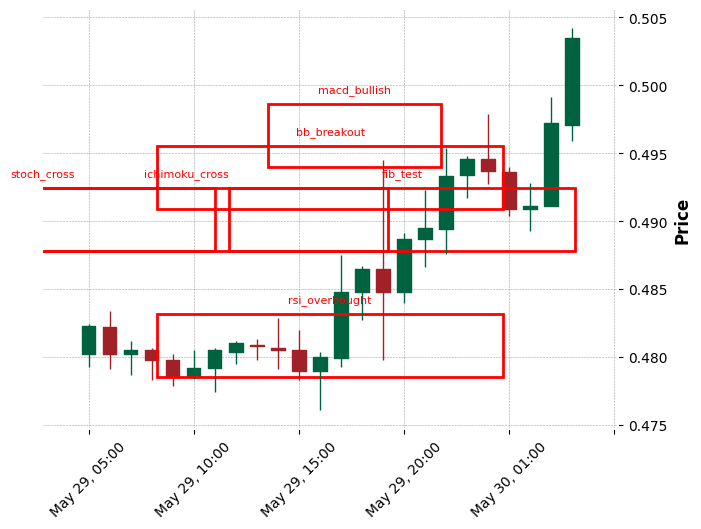 0.505
macd_bullish
0.500
bb_breakout
0.495
stoch_cross
ichimoku_cross
fib_test
0.490
Price
0.485
rsi_overbought
0.480
0.475
May 29, 05:00
May 29, 10:00
May 29, 15:00
May 29, 20:00
May 30, 01:00